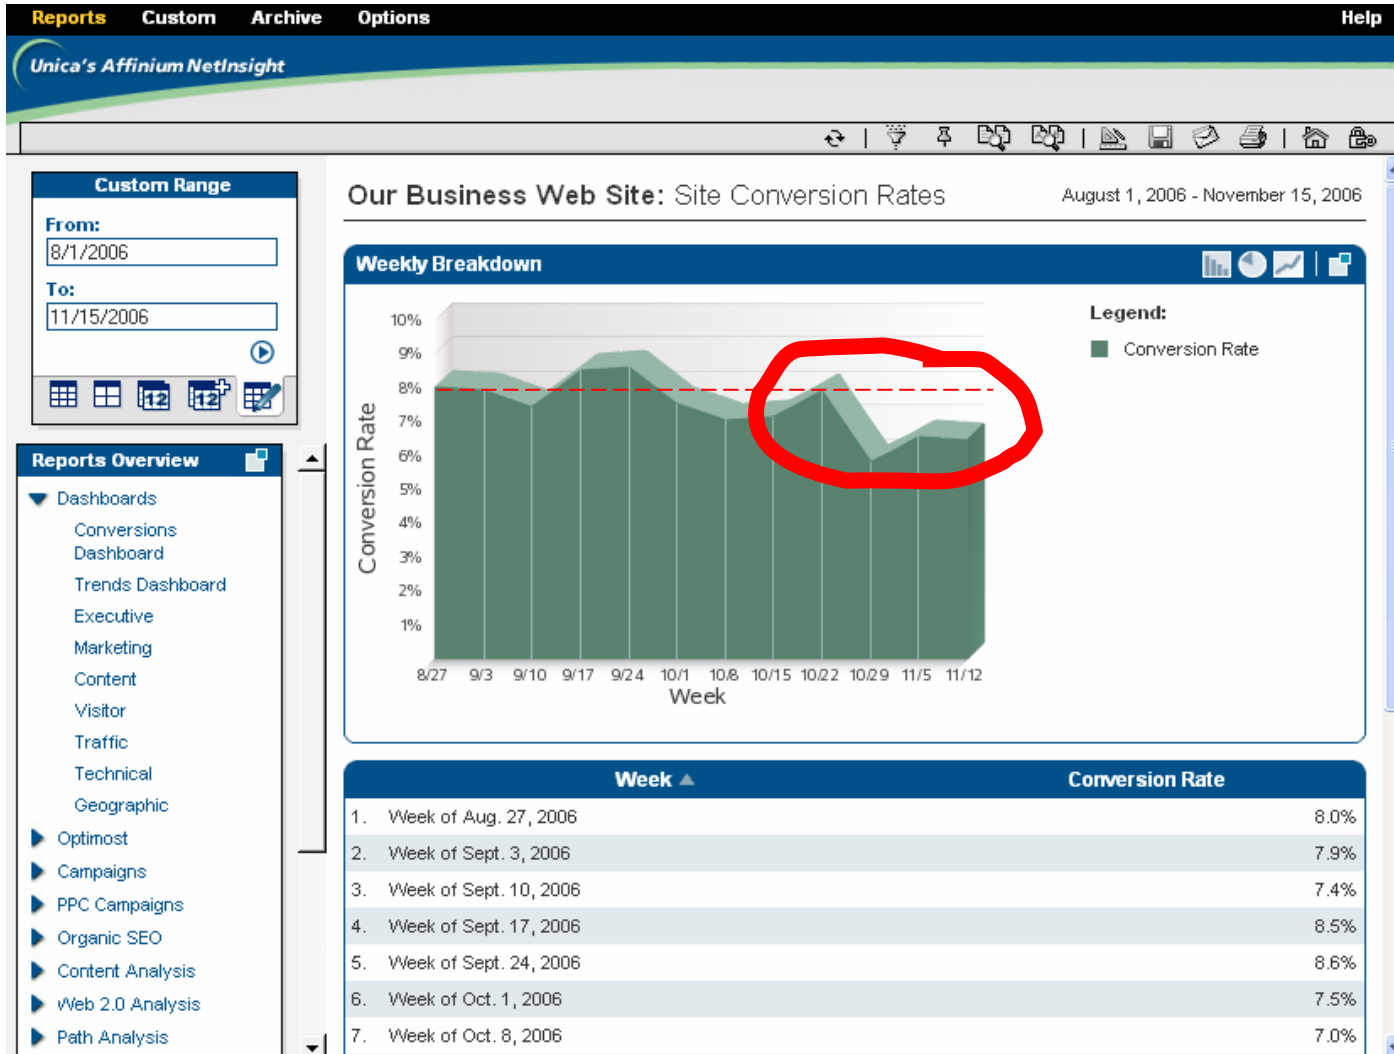 Reports Custom Archive Options Help
Unica's Affinium NetInsight
Custom Range
From:
8/1/2006
To:
11/15/2006
12 12
Reports Overview
Dashboards
Conversions
Dashboard
Trends Dashboard
Executive
Marketing
Content
Visitor
Traffic
Technical
Geographic
Optimost
Campaigns
PPC Campaigns
Organic SEO
Content Analysis
Web 2.0 Analysis
Path Analysis
Our Business Web Site: Site Conversion Rates August 1, 2006 - November 15, 2006
Weekly Breakdown
10%
9%
8%
7%
6%
5%
4%
3%
2%
1%
Conversion Rate
8/27 9/3 9/10 9/17 9/24 10/1 10/8 10/15 10/22 10/29 11/5 11/12
Week
Legend:
Conversion Rate
Week Conversion Rate
1. Week of Aug. 27, 2006 8.0%
2. Week of Sept. 3, 2006 7.9%
3. Week of Sept. 10, 2006 7.4%
4. Week of Sept. 17, 2006 8.5%
5. Week of Sept. 24, 2006 8.6%
6. Week of Oct. 1, 2006 7.5%
7. Week of Oct. 8, 2006 7.0%